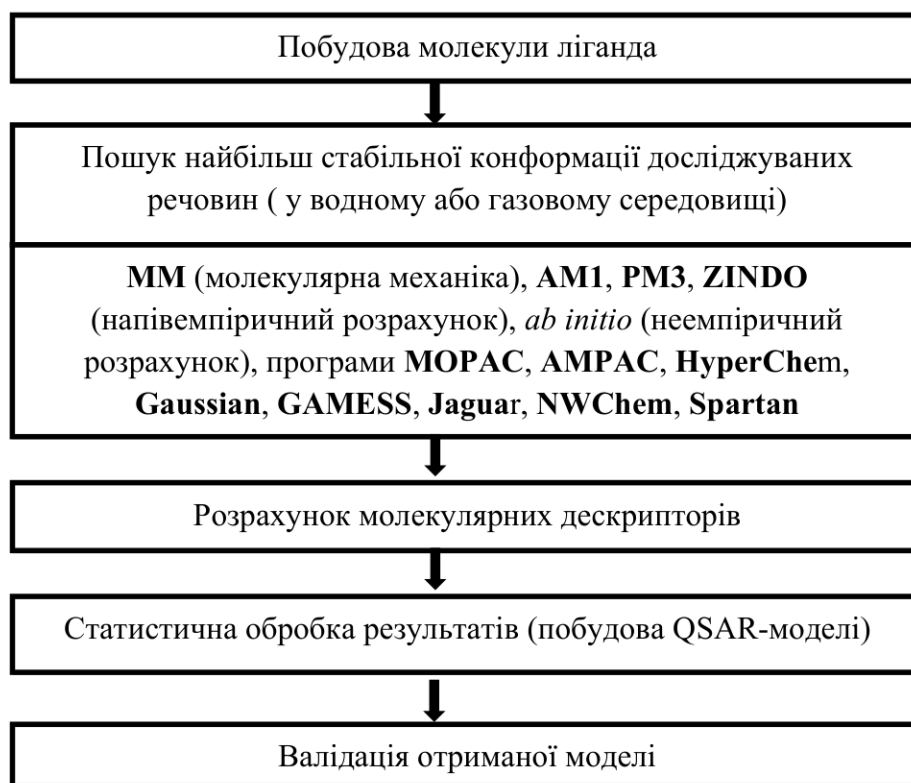 Побудова молекули ліганда
Пошук найбільш стабільної конформації досліджуваних
речовин ( у водному або газовому середовищі)
MM (молекулярна механіка), AM1, PM3, ZINDO
(напівемпіричний розрахунок), ab initio (неемпіричний
розрахунок), програми MOPAC, AMPAC, HyperChem,
Gaussian, GAMESS, Jaguar, NWChem, Spartan
Розрахунок молекулярних дескрипторів
Статистична обробка результатів (побудова QSAR-моделі)
Валідація отриманої моделі